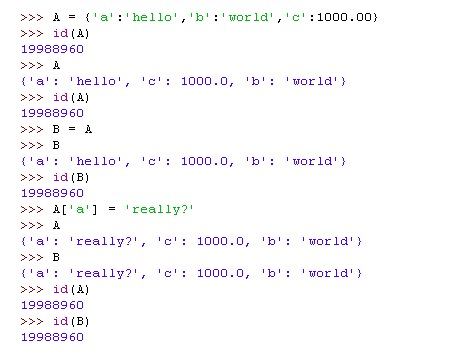 >>> A = {'a':'hello','b':'world','c':1000.00}
>>> id(A)
19988960
>>> A
{'a': 'hello', 'c': 1000.0, 'b': 'world'}
>>> id(A)
19988960
>>> B = A
>>> B
{'a': 'hello', 'c': 1000.0, 'b': 'world'}
>>> id(B)
19988960
>>> A['a'] = 'really?'
>>> A
{'a': 'really?', 'c': 1000.0, 'b': 'world'}
>>> B
{'a': 'really?', 'c': 1000.0, 'b': 'world'}
>>> id(A)
19988960
>>> id(B)
19988960